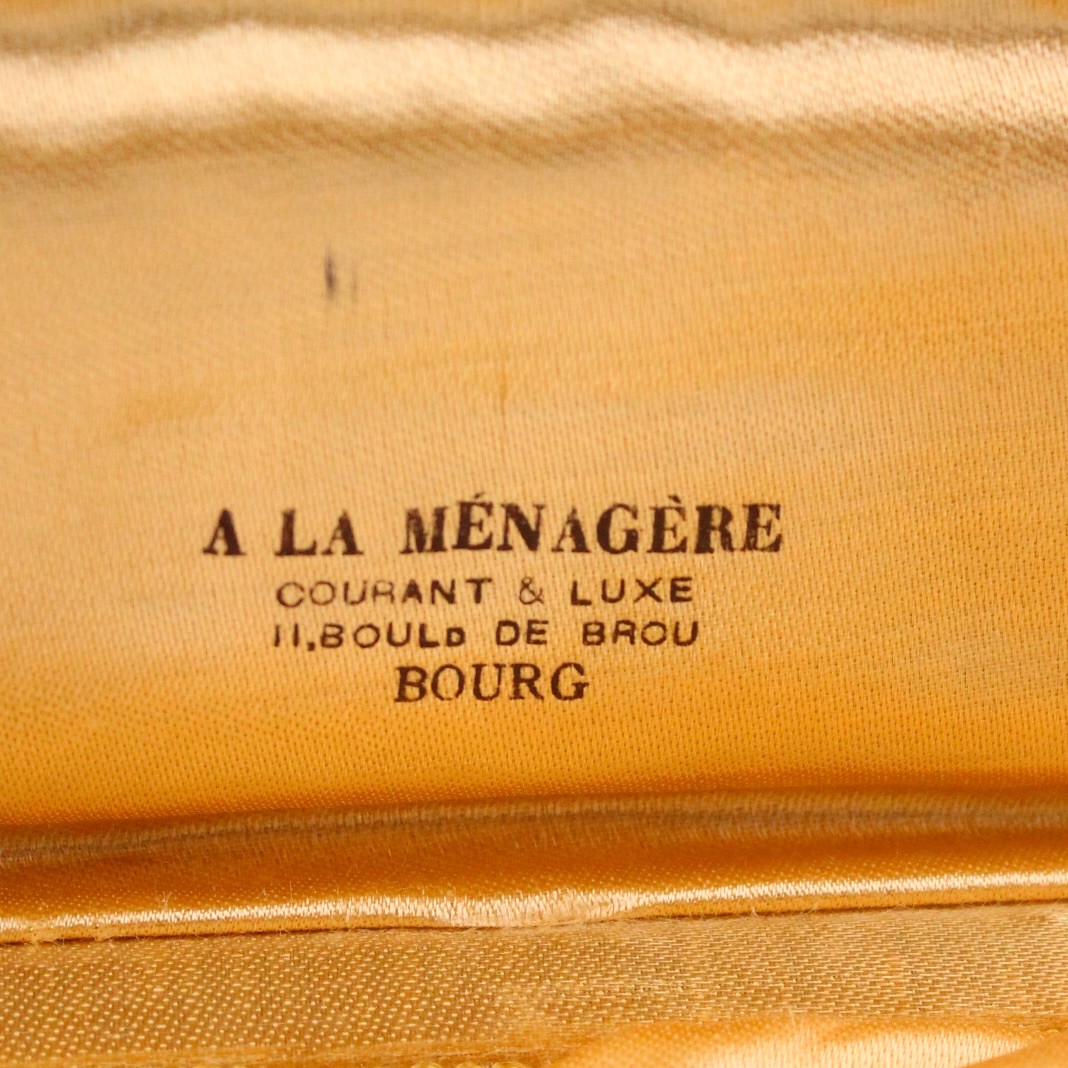 A LA MÉNAGÈRE
COURANT & LUXE
11, BOULD DE BROU
BOURG